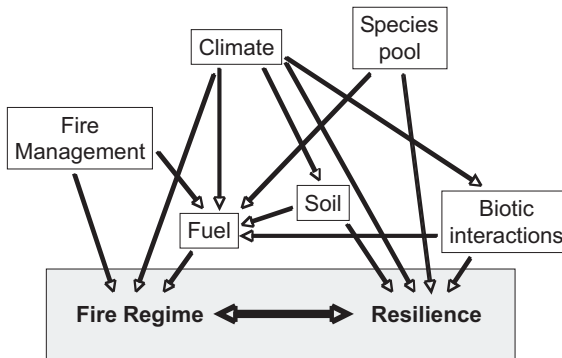 Species
pool
Climate
Fire
Management
Soil
Fuel
Biotic
interactions
Fire Regime
Resilience